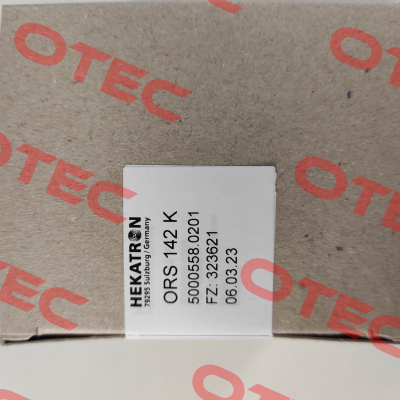 HEKATRON
79295 Sulzburg/Germany
ORS 142 K
5000558.0201
FZ: 323621
06.03.23
OTEC
OTEC
OTEC
OTEC
OTEC
OTEC
OTEC
OTEC